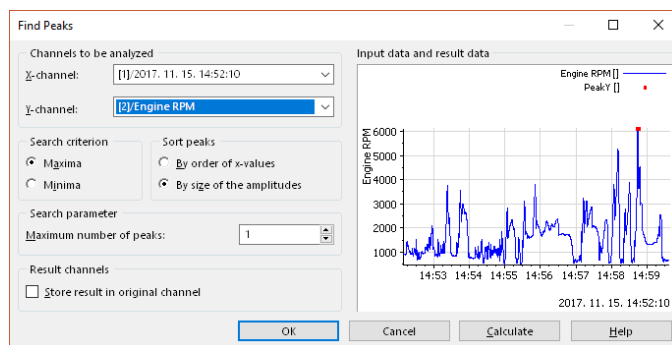 Find Peaks
Channels to be analyzed
X-channel:
[1]/2017. 11. 15. 14:52:10
Y-channel:
[2]/Engine RPM
Search criterion
Maxima
Minima
Sort peaks
By order of x-values
By size of the amplitudes
Search parameter
Maximum number of peaks:
1
Result channels
Store result in original channel
Input data and result data
Engine RPM []
PeakY []
Engine RPM
6000
5000
4000
3000
2000
1000
14:53 14:54 14:55 14:56 14:57 14:58 14:59
2017. 11. 15. 14:52:10
OK Cancel Calculate Help